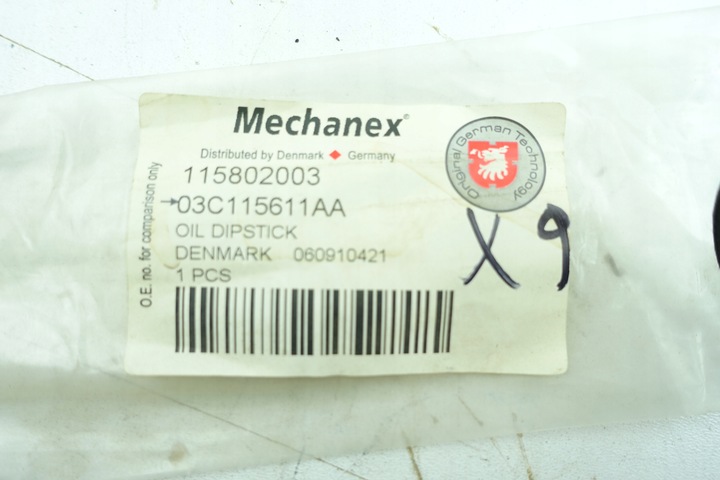 Mechanex®
Distributed by Denmark Germany
115802003
→03C115611AA
OIL DIPSTICK
DENMARK 060910421
1 PCS
O.E. no. for comparison only
Original German Technology
X 9